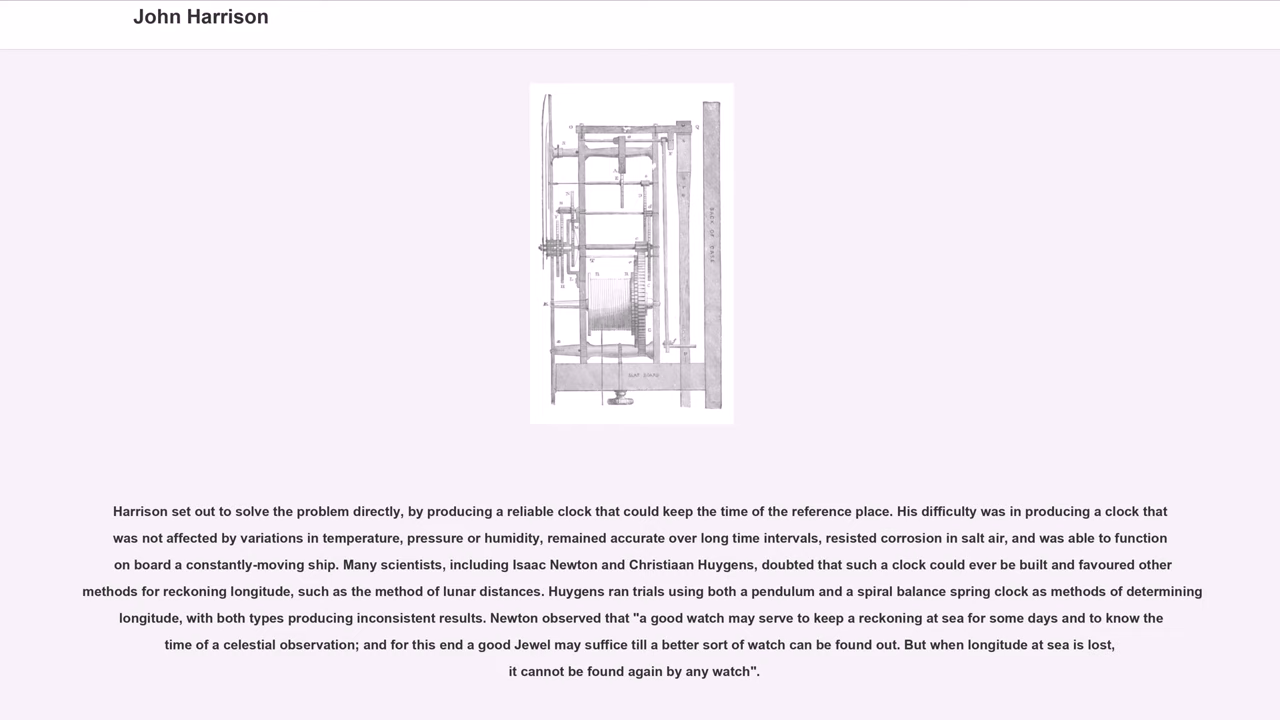 John Harrison
BACK OF CASE
SEAT BOARD
Harrison set out to solve the problem directly, by producing a reliable clock that could keep the time of the reference place. His difficulty was in producing a clock that
was not affected by variations in temperature, pressure or humidity, remained accurate over long time intervals, resisted corrosion in salt air, and was able to function
on board a constantly-moving ship. Many scientists, including Isaac Newton and Christiaan Huygens, doubted that such a clock could ever be built and favoured other
methods for reckoning longitude, such as the method of lunar distances. Huygens ran trials using both a pendulum and a spiral balance spring clock as methods of determining
longitude, with both types producing inconsistent results. Newton observed that "a good watch may serve to keep a reckoning at sea for some days and to know the
time of a celestial observation; and for this end a good Jewel may suffice till a better sort of watch can be found out. But when longitude at sea is lost,
it cannot be found again by any watch".